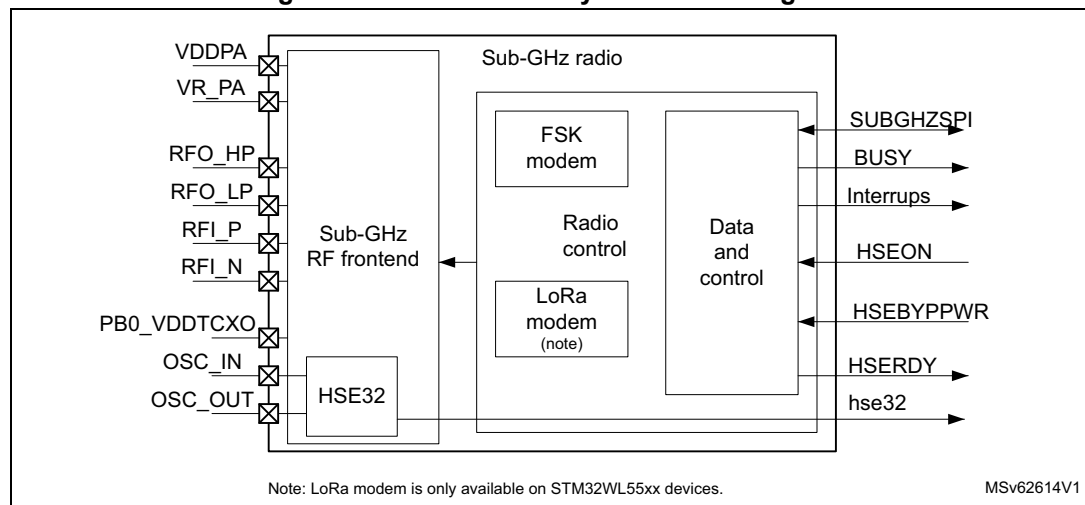 VDDPA
VR_PA
RFO_HP
RFO_LP
RFI_P
RFI_N
PB0_VDDTCXO
OSC_IN
OSC_OUT
Sub-GHz
RF frontend
HSE32
Sub-GHz radio
FSK
modem
Radio
control
LoRa
modem
(note)
Data
and
control
SUBGHZSPI
BUSY
Interrups
HSEON
HSEBYPPWR
HSERDY
hse32
Note: LoRa modem is only available on STM32WL55xx devices.
MSv62614V1